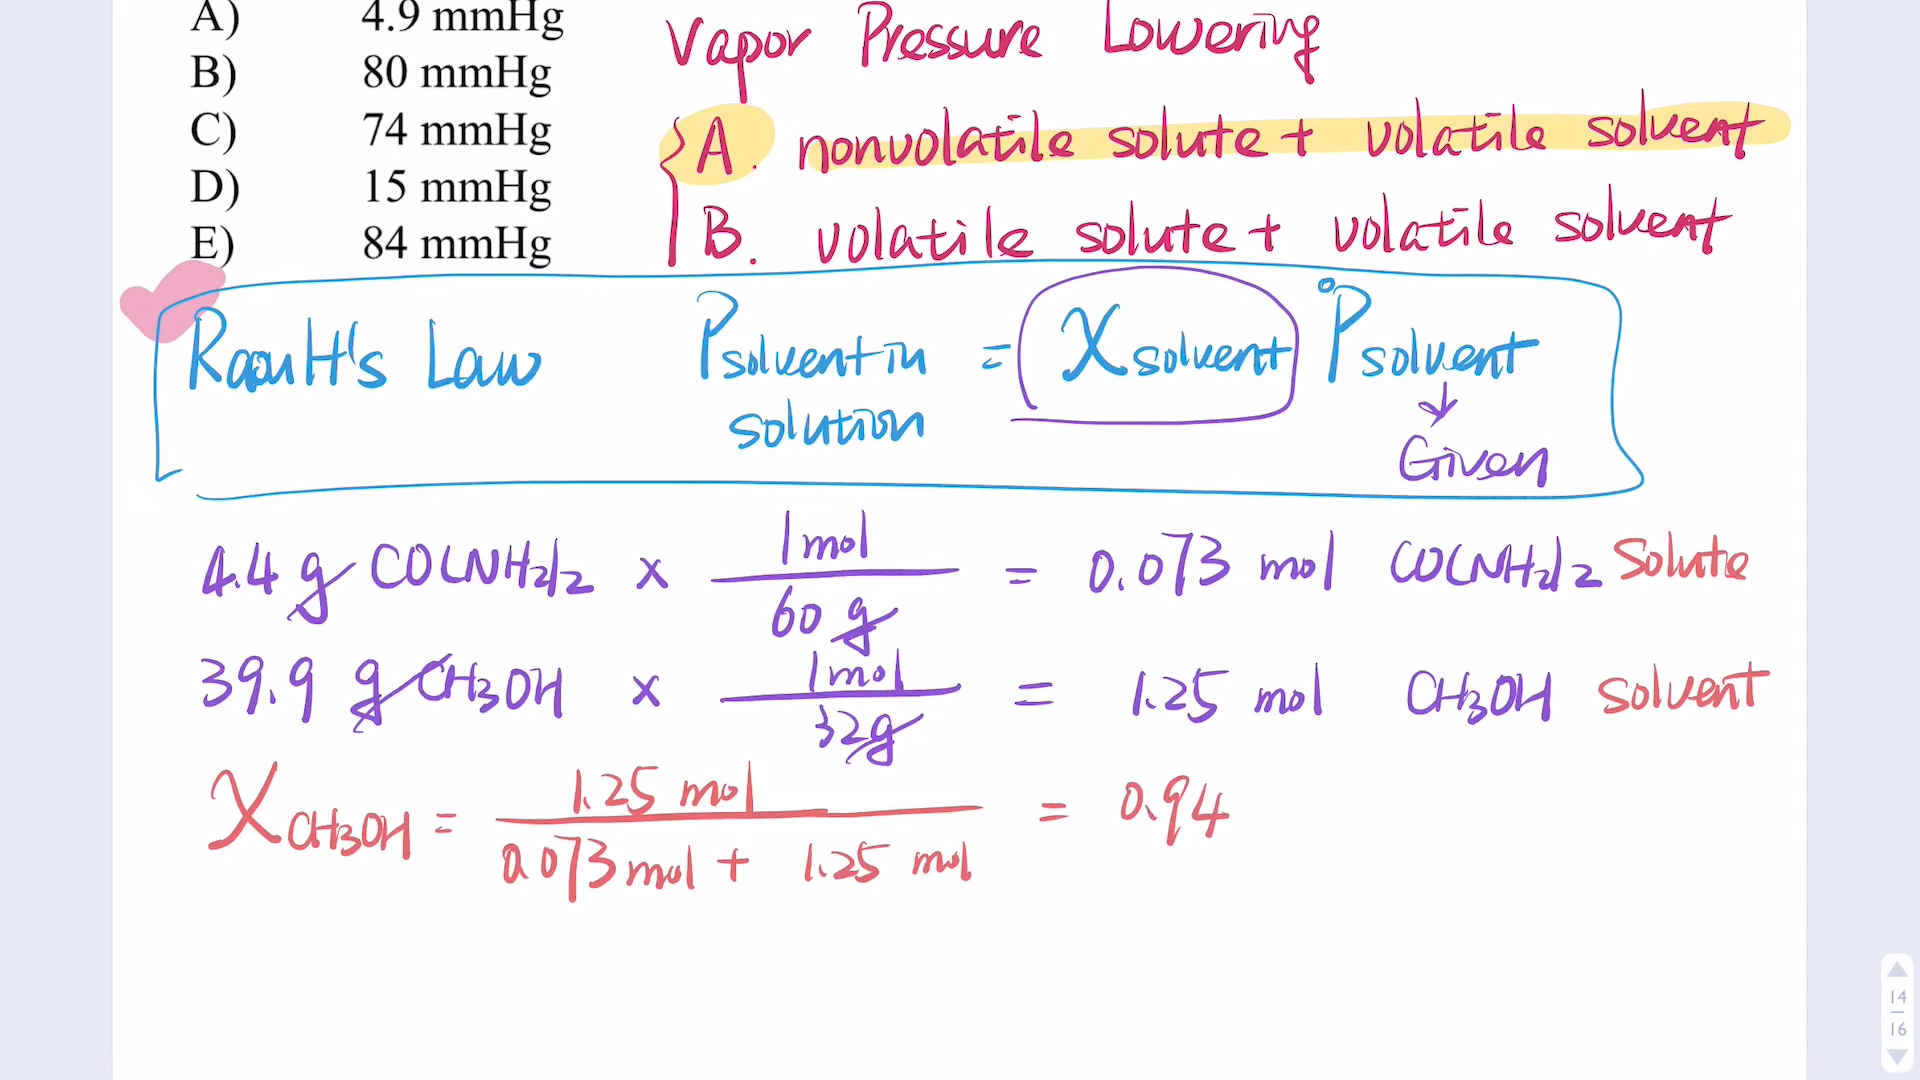 A) 4.9 mmHg
B) 80 mmHg
C) 74 mmHg
D) 15 mmHg
E) 84 mmHg
Vapor Pressure Lowering
A. nonvolatile solute + volatile solvent
B. volatile solute + volatile solvent
Raoult's Law P solvent in solution = X solvent P° solvent
↓
Given
4.4 g CO(NH2)2 x 1 mol / 60 g = 0.073 mol CO(NH2)2 Solute
39.9 g CH3OH x 1 mol / 32 g = 1.25 mol CH3OH solvent
X CH3OH = 1.25 mol / 0.073 mol + 1.25 mol = 0.94
14
16